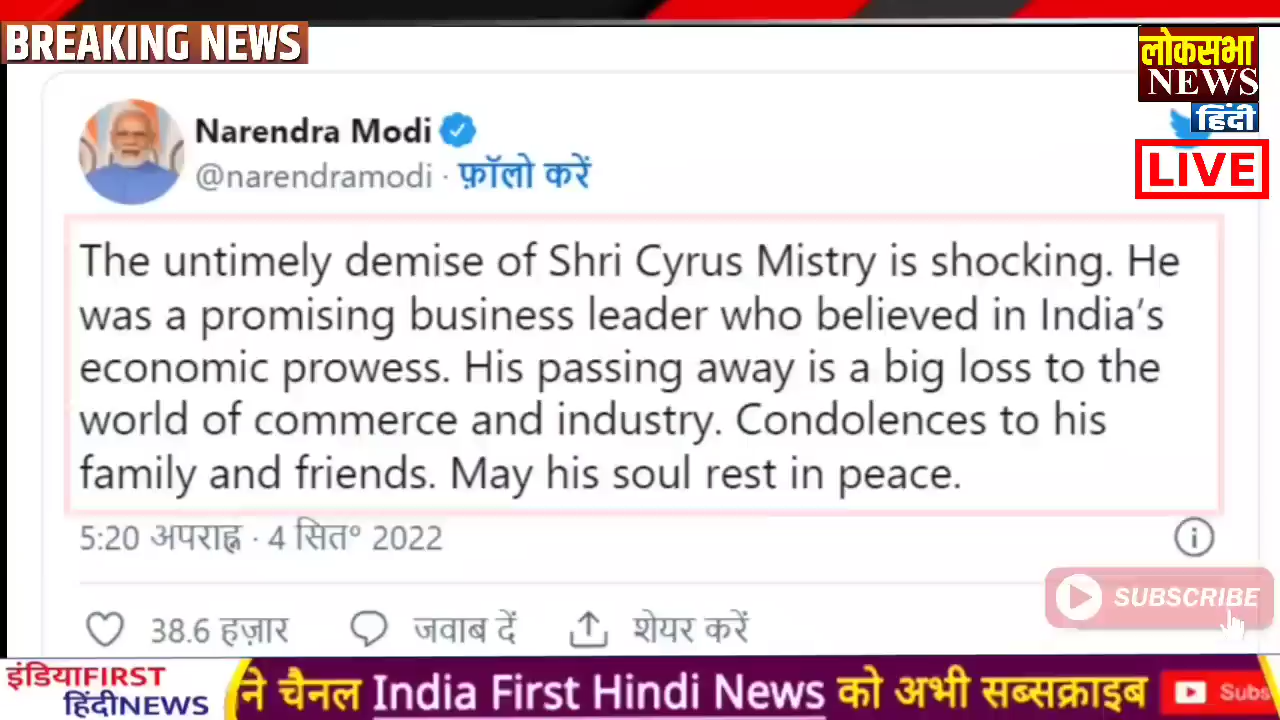 BREAKING NEWS
लोकसभा
NEWS
हिंदी
LIVE
Narendra Modi
@narendramodi · फ़ॉलो करें
The untimely demise of Shri Cyrus Mistry is shocking. He
was a promising business leader who believed in India's
economic prowess. His passing away is a big loss to the
world of commerce and industry. Condolences to his
family and friends. May his soul rest in peace.
5:20 अपराह्न · 4 सित॰ 2022
38.6 हज़ार जवाब दें शेयर करें
SUBSCRIBE
इंडियाFIRST
हिंदीNEWS
ने चैनल India First Hindi News को अभी सब्सक्राइब
Subs